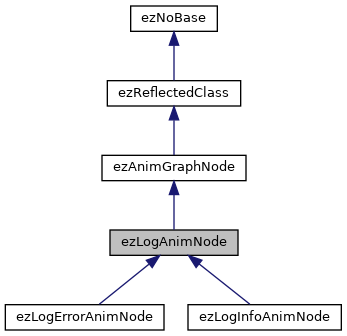 ezNoBase
ezReflectedClass
ezAnimGraphNode
ezLogAnimNode
ezLogErrorAnimNode
ezLogInfoAnimNode